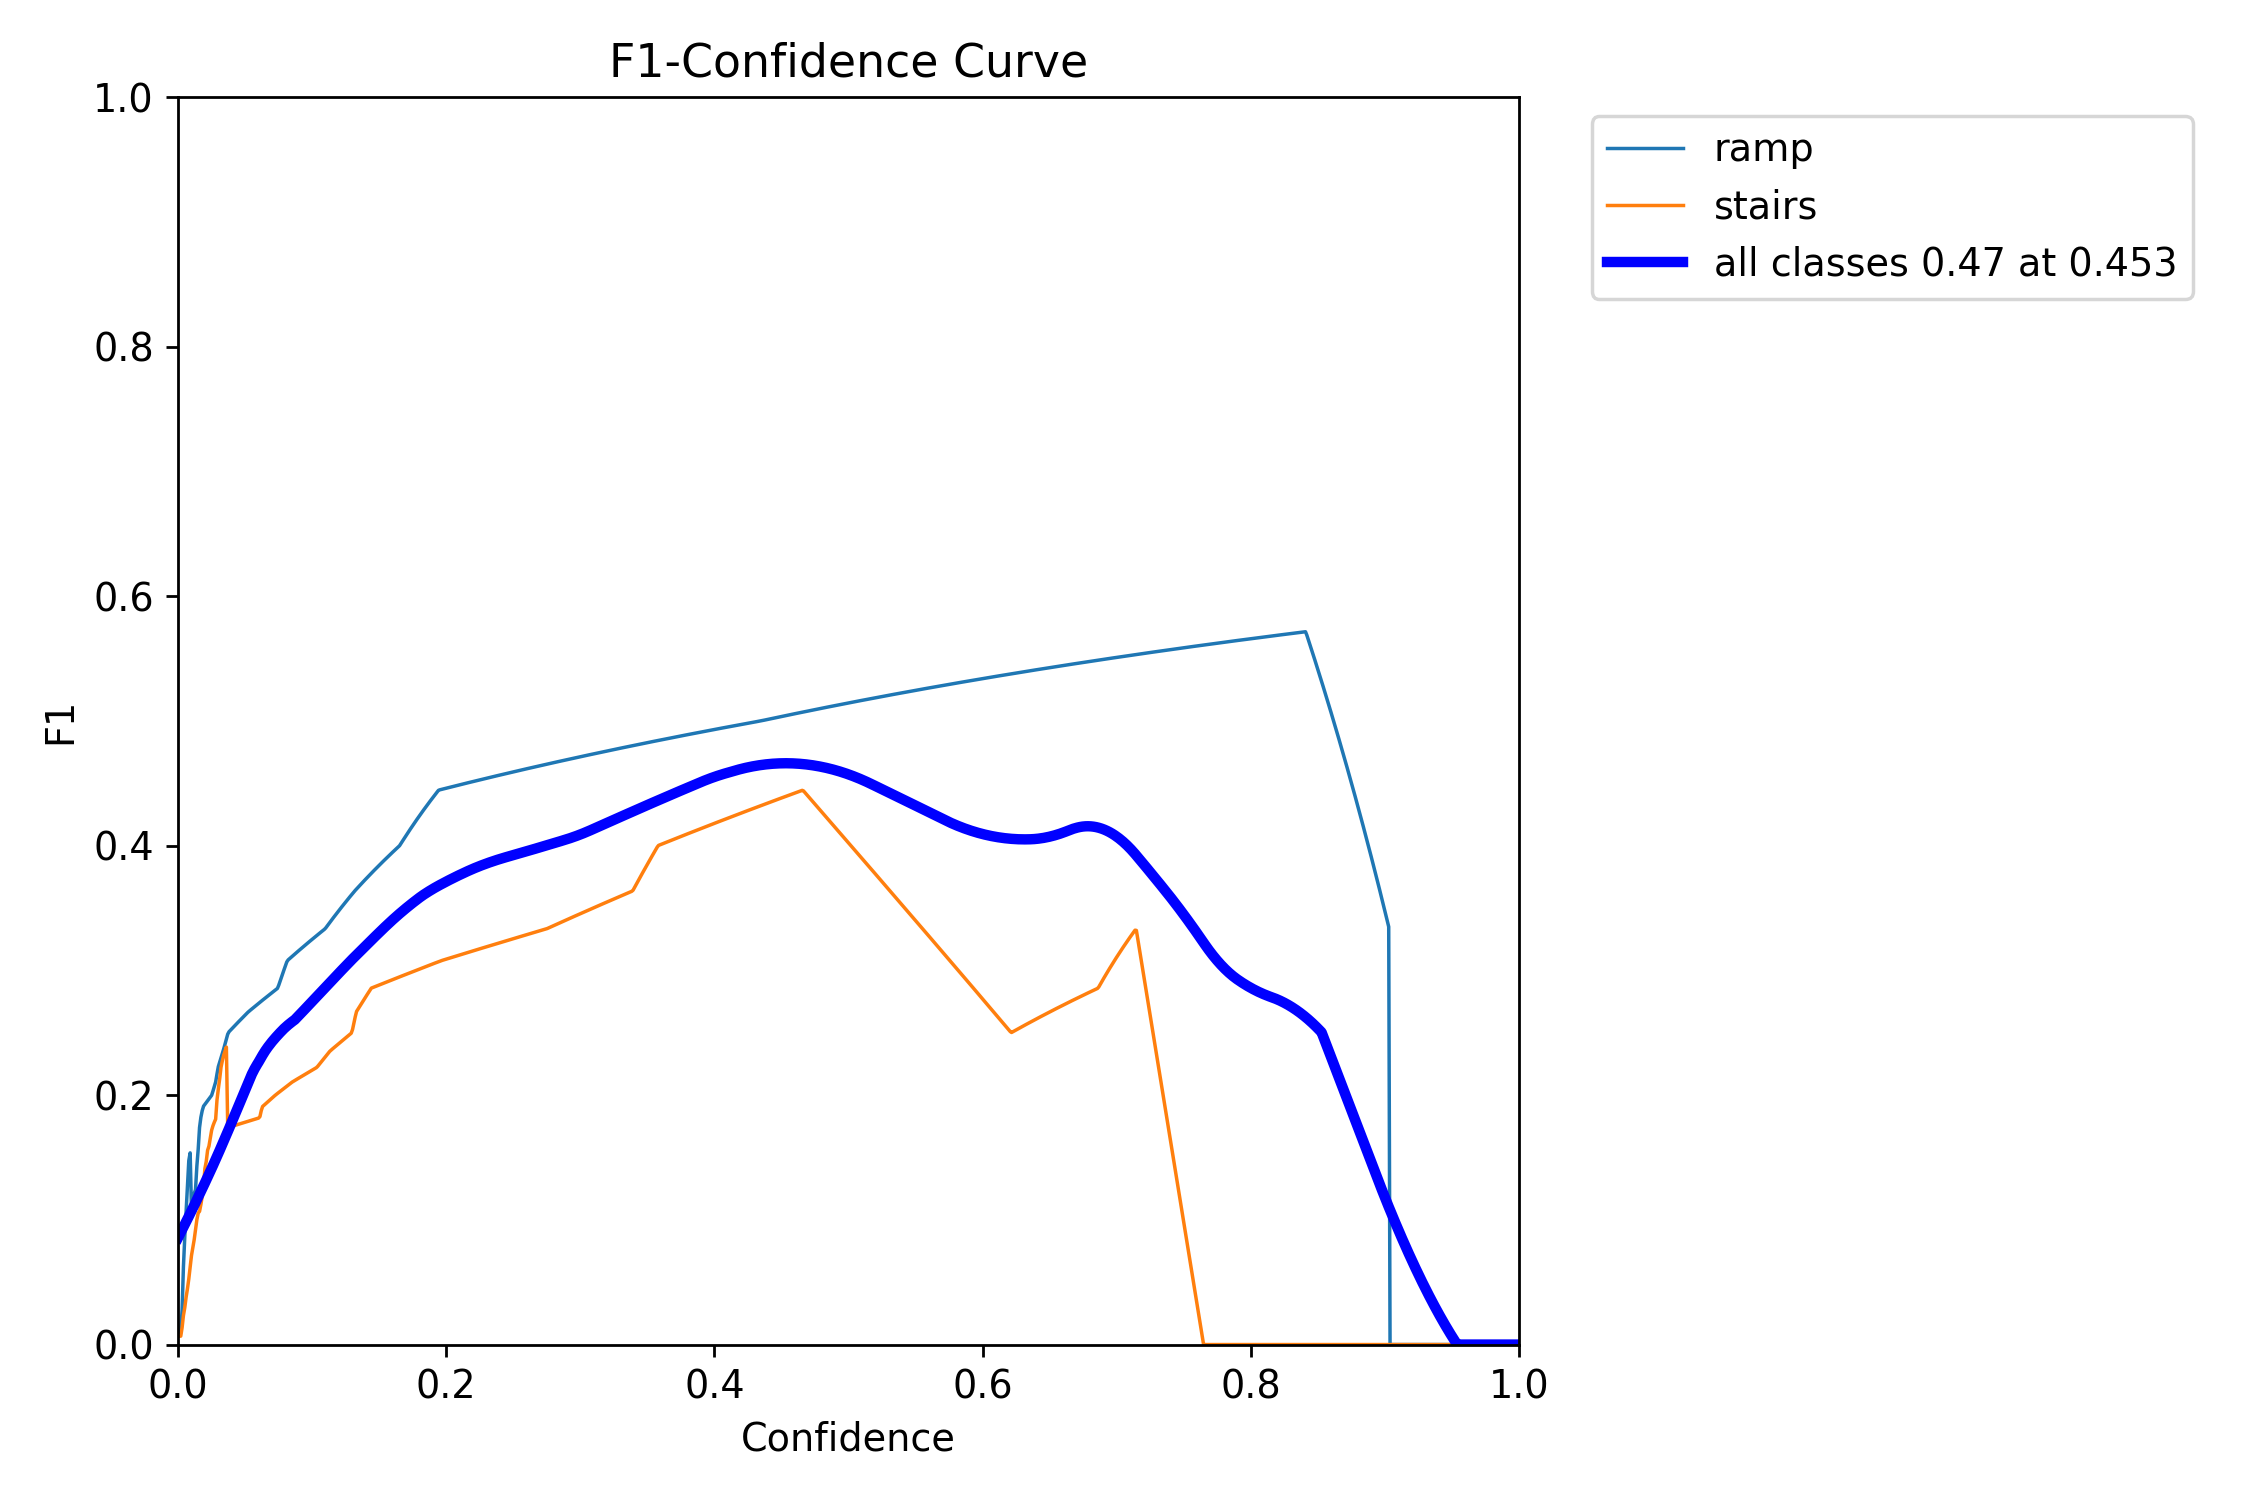 F1-Confidence Curve
1.0
0.8
0.6
0.4
0.2
0.0
F1
0.0 0.2 0.4 0.6 0.8 1.0
Confidence
ramp
stairs
all classes 0.47 at 0.453